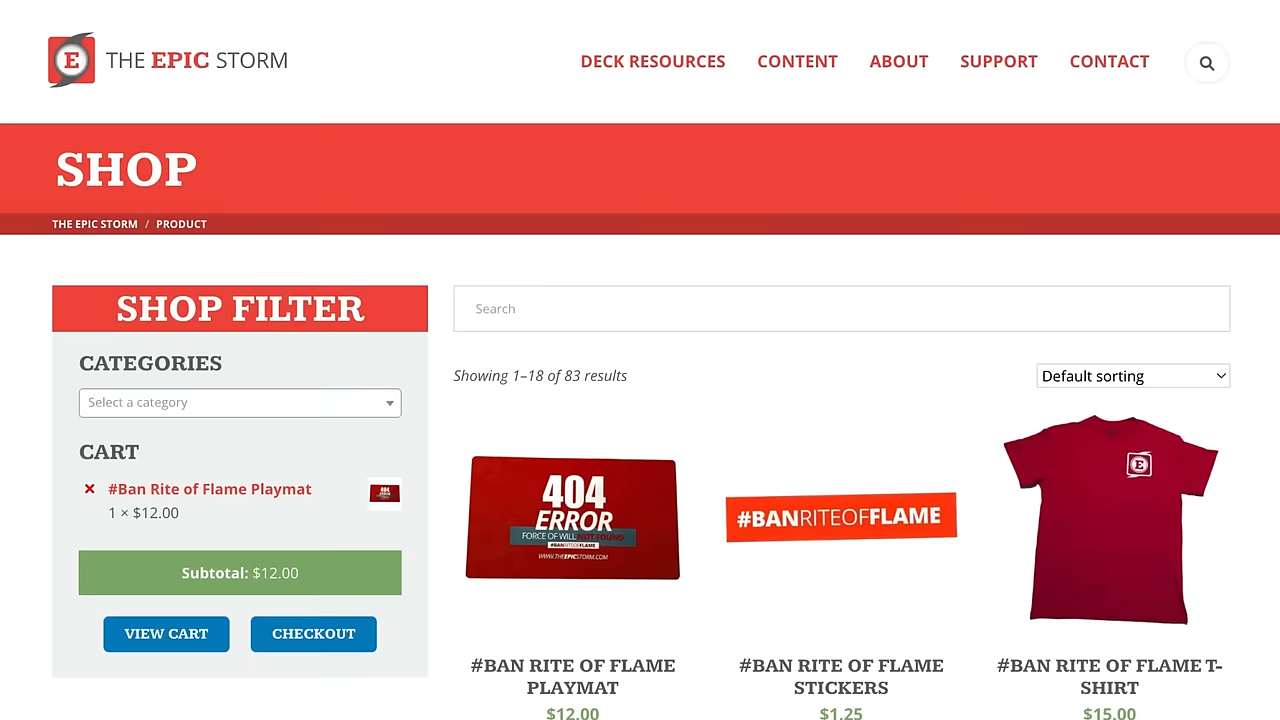 E THE EPIC STORM
DECK RESOURCES CONTENT ABOUT SUPPORT CONTACT
SHOP
THE EPIC STORM / PRODUCT
SHOP FILTER
CATEGORIES
Select a category
CART
× #Ban Rite of Flame Playmat
1 × $12.00
Subtotal: $12.00
VIEW CART CHECKOUT
Search
Showing 1–18 of 83 results
Default sorting
404
ERROR
FORCE OF WILL NOT FOUND
#BANRITEOFFLAME
WWW.THEEPICSTORM.COM
#BANRITEOFFLAME
E
#BAN RITE OF FLAME
PLAYMAT
$12.00
#BAN RITE OF FLAME
STICKERS
$1.25
#BAN RITE OF FLAME T-
SHIRT
$15.00
404
ERROR